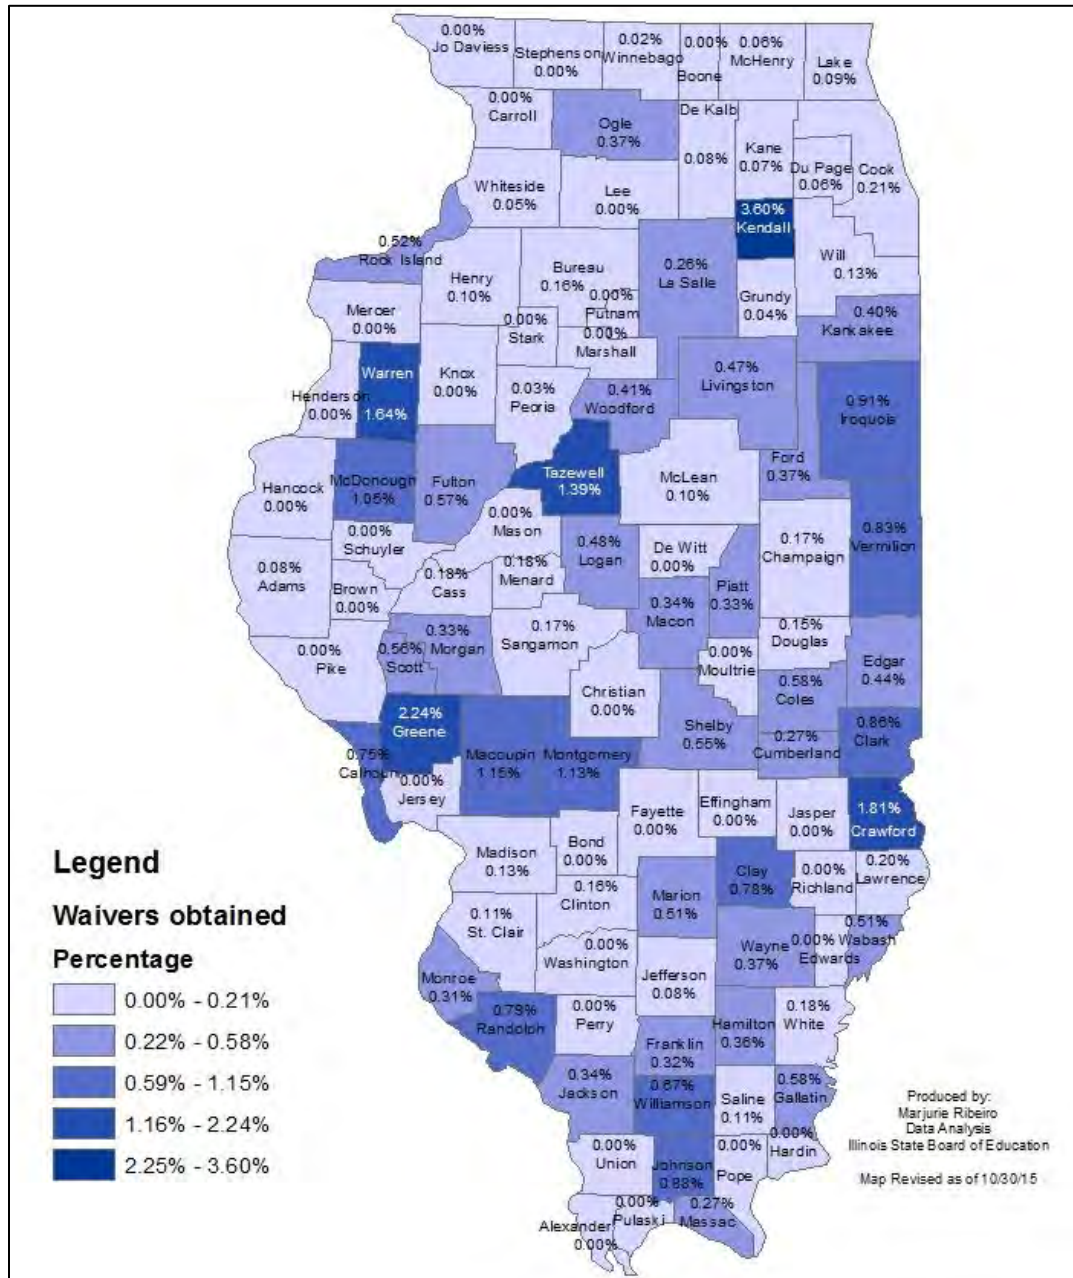 0.00%
Jo Daviess
Stephenson
0.00%
0.02%
Winnebago
0.00%
Boone
0.06%
McHenry
Lake
0.09%
0.00%
Carroll
Ogle
0.37%
De Kalb
0.08%
Kane
0.07%
Du Page
0.06%
Cook
0.21%
Whiteside
0.05%
Lee
0.00%
3.60%
Kendall
0.52%
Rock Island
Henry
0.10%
Bureau
0.16%
0.00%
Putnam
0.26%
La Salle
Will
0.13%
Grundy
0.04%
0.40%
Kankakee
Mercer
0.00%
0.00%
Stark
0.00%
Marshall
Henderson
0.00%
Warren
1.64%
Knox
0.00%
0.03%
Peoria
0.41%
Woodford
0.47%
Livingston
0.91%
Iroquois
Hancock
0.00%
McDonough
1.05%
Fulton
0.57%
Tazewell
1.39%
McLean
0.10%
Ford
0.37%
0.00%
Schuyler
0.00%
Mason
0.48%
Logan
De Witt
0.00%
0.17%
Champaign
0.83%
Vermilion
0.08%
Adams
Brown
0.00%
0.18%
Cass
0.18%
Menard
0.34%
Macon
Piatt
0.33%
0.00%
Pike
0.56%
Scott
0.33%
Morgan
0.17%
Sangamon
0.00%
Moultrie
0.15%
Douglas
Edgar
0.44%
Christian
0.00%
0.58%
Coles
2.24%
Greene
Shelby
0.55%
0.27%
Cumberland
0.86%
Clark
0.75%
Calhoun
0.00%
Jersey
Macoupin
1.15%
Montgomery
1.13%
Fayette
0.00%
Effingham
0.00%
Jasper
0.00%
1.81%
Crawford
Madison
0.13%
Bond
0.00%
Clay
0.78%
0.00%
Richland
0.20%
Lawrence
0.16%
Clinton
Marion
0.51%
0.11%
St. Clair
0.00%
Washington
Wayne
0.37%
0.00%
Edwards
0.51%
Wabash
Monroe
0.31%
Jefferson
0.08%
0.79%
Randolph
0.00%
Perry
Hamilton
0.36%
0.18%
White
Franklin
0.32%
0.34%
Jackson
0.67%
Williamson
Saline
0.11%
0.58%
Gallatin
0.00%
Union
Johnson
0.88%
0.00%
Pope
0.00%
Hardin
Alexander
0.00%
0.00%
Pulaski
0.27%
Massac
Legend
Waivers obtained
Percentage
0.00% - 0.21%
0.22% - 0.58%
0.59% - 1.15%
1.16% - 2.24%
2.25% - 3.60%
Produced by:
Marjurie Ribeiro
Data Analysis
Illinois State Board of Education
Map Revised as of 10/30/15